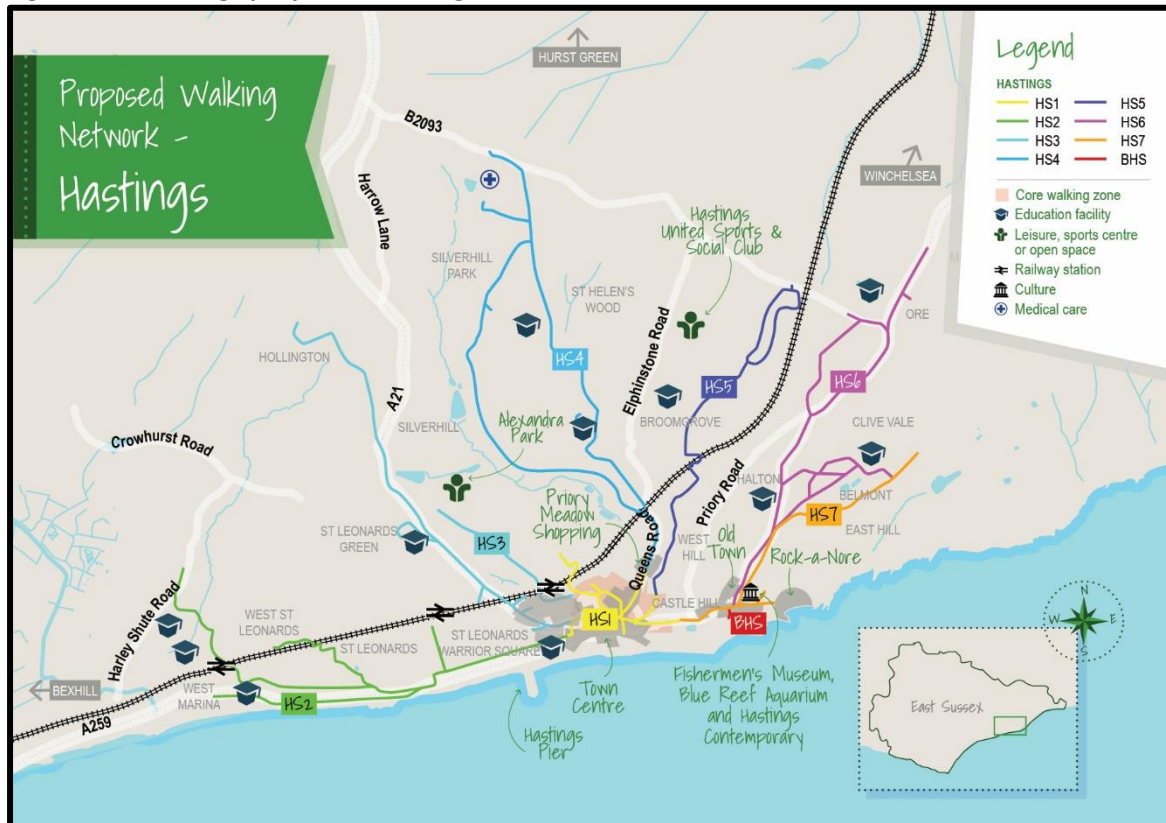 Proposed Walking
Network -
Hastings
HURST GREEN
B2093
Harrow Lane
WINCHELSEA
Hastings
United Sports &
Social Club
SILVERHILL
PARK
ST HELEN'S
WOOD
Elphinstone Road
ORE
HOLLINGTON
HS4
HS5
HS6
A21
BROOMGROVE
SILVERHILL
Alexandra
Park
CLIVE VALE
Crowhurst Road
Priory Road
HALTON
BELMONT
Priory
Meadow
Shopping
HS7
EAST HILL
ST LEONARDS
GREEN
HS3
Queens Road
WEST
HILL
Old
Town
Rock-a-Nore
Harley Shute Road
WEST ST
LEONARDS
ST LEONARDS
ST LEONARDS
WARRIOR SQUARE
HS1
CASTLE HILL
BHS
BEXHILL
WEST
MARINA
HS2
A259
Town
Centre
Hastings
Pier
Fishermen's Museum,
Blue Reef Aquarium
and Hastings
Contemporary
Legend
HASTINGS
HS1 HS5
HS2 HS6
HS3 HS7
HS4 BHS
Core walking zone
Education facility
Leisure, sports centre
or open space
Railway station
Culture
Medical care
N
W E
S
East Sussex